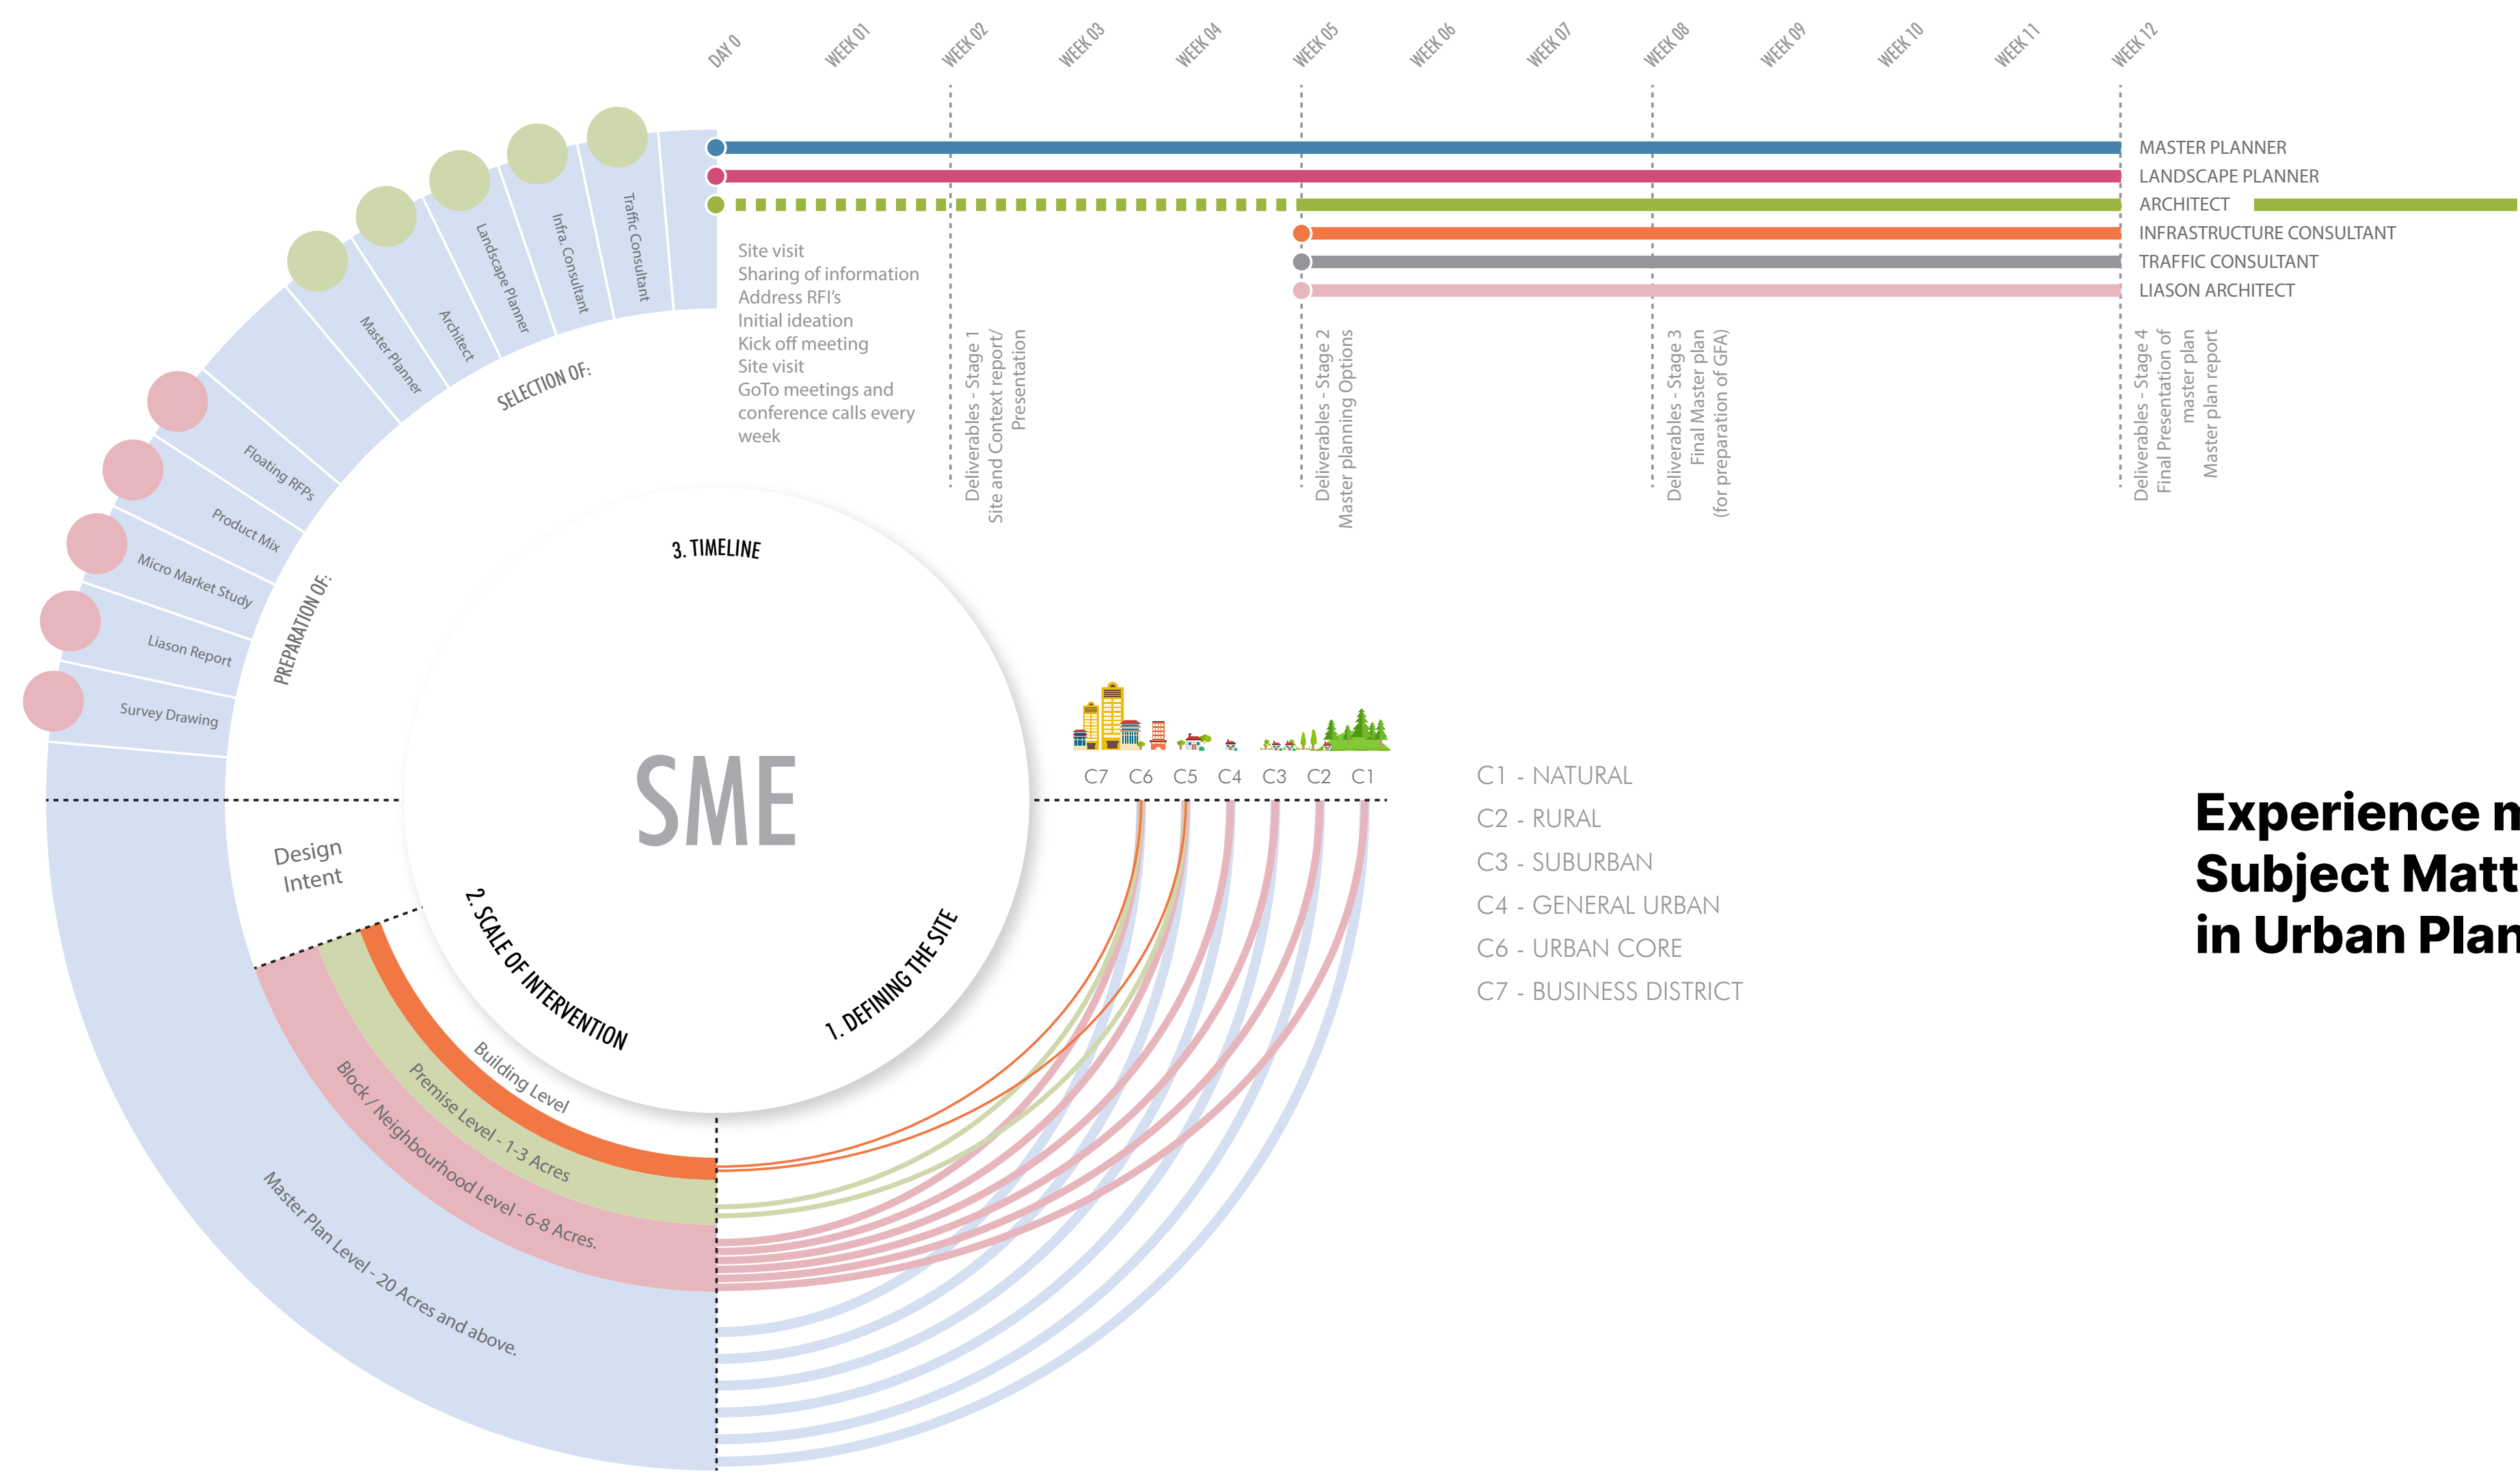 DAY 0
WEEK 01
WEEK 02
WEEK 03
WEEK 04
WEEK 05
WEEK 06
WEEK 07
WEEK 08
WEEK 09
WEEK 10
WEEK 11
WEEK 12
MASTER PLANNER
LANDSCAPE PLANNER
ARCHITECT
INFRASTRUCTURE CONSULTANT
TRAFFIC CONSULTANT
LIASON ARCHITECT
Site visit
Sharing of information
Address RFI's
Initial ideation
Kick off meeting
Site visit
GoTo meetings and
conference calls every
week
Deliverables - Stage 1
Site and Context report/
Presentation
Deliverables - Stage 2
Master planning Options
Deliverables - Stage 3
Final Master plan
(for preparation of GFA)
Deliverables - Stage 4
Final Presentation of
master plan
Master plan report
Traffic Consultant
Infra. Consultant
Landscape Planner
Architect
Master Planner
SELECTION OF:
Floating RFPs
Product Mix
Micro Market Study
Liason Report
Survey Drawing
PREPARATION OF:
3. TIMELINE
SME
2. SCALE OF INTERVENTION
1. DEFINING THE SITE
Design
Intent
Building Level
Premise Level - 1-3 Acres
Block / Neighbourhood Level - 6-8 Acres.
Master Plan Level - 20 Acres and above.
C7 C6 C5 C4 C3 C2 C1
C1 - NATURAL
C2 - RURAL
C3 - SUBURBAN
C4 - GENERAL URBAN
C6 - URBAN CORE
C7 - BUSINESS DISTRICT
Experience
Subject Matt
in Urban Plan